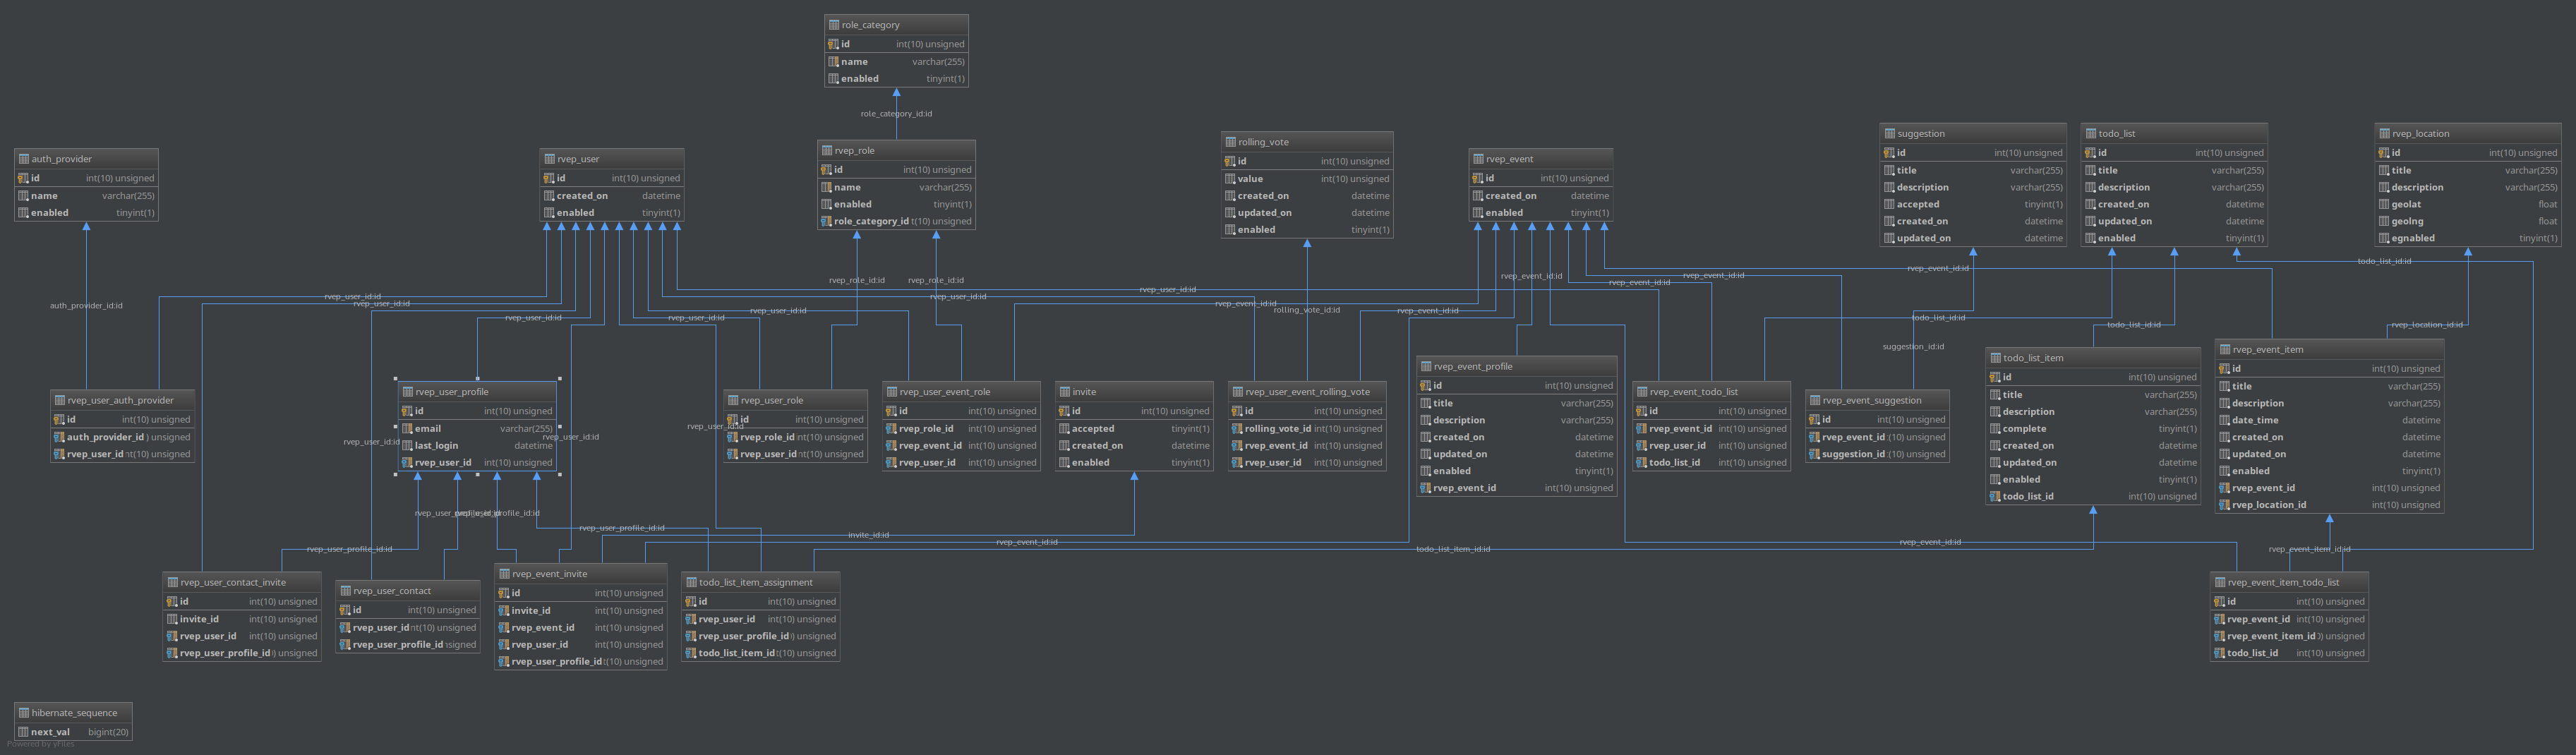 role_category
id int(10) unsigned
name varchar(255)
enabled tinyint(1)
role_category_id:id
auth_provider
id int(10) unsigned
name varchar(255)
enabled tinyint(1)
rvep_user
id int(10) unsigned
created_on datetime
enabled tinyint(1)
rvep_role
id int(10) unsigned
name varchar(255)
enabled tinyint(1)
role_category_id t(10) unsigned
rolling_vote
id int(10) unsigned
value int(10) unsigned
created_on datetime
updated_on datetime
enabled tinyint(1)
rvep_event
id int(10) unsigned
created_on datetime
enabled tinyint(1)
suggestion
id int(10) unsigned
title varchar(255)
description varchar(255)
accepted tinyint(1)
created_on datetime
updated_on datetime
todo_list
id int(10) unsigned
title varchar(255)
description varchar(255)
created_on datetime
updated_on datetime
enabled tinyint(1)
rvep_location
id int(10) unsigned
title varchar(255)
description varchar(255)
geolat float
geolng float
egnabled tinyint(1)
auth_provider_id:id
rvep_user_id:id
rvep_user_id:id
rvep_user_id:id
rvep_user_id:id
rvep_user_id:id
rvep_role_id:id
rvep_role_id:id
rvep_user_id:id
rvep_user_id:id
rvep_event_id:id
rolling_vote_id:id
rvep_event_id:id
rvep_event_id:id
rvep_event_id:id
rvep_event_id:id
rvep_event_id:id
suggestion_id:id
todo_list_id:id
todo_list_id:id
todo_list_id:id
rvep_location_id:id
rvep_user_auth_provider
id int(10) unsigned
auth_provider_id ) unsigned
rvep_user_id nt(10) unsigned
rvep_user_profile
id int(10) unsigned
email varchar(255)
last_login datetime
rvep_user_id int(10) unsigned
rvep_user_id:id
rvep_user_id:id
rvep_user_id:id
rvep_user_role
id int(10) unsigned
rvep_role_id nt(10) unsigned
rvep_user_id nt(10) unsigned
rvep_user_event_role
id int(10) unsigned
rvep_role_id int(10) unsigned
rvep_event_id int(10) unsigned
rvep_user_id int(10) unsigned
invite
id int(10) unsigned
accepted tinyint(1)
created_on datetime
enabled tinyint(1)
rvep_user_event_rolling_vote
id int(10) unsigned
rolling_vote_id int(10) unsigned
rvep_event_id int(10) unsigned
rvep_user_id int(10) unsigned
rvep_event_profile
id int(10) unsigned
title varchar(255)
description varchar(255)
created_on datetime
updated_on datetime
enabled tinyint(1)
rvep_event_id int(10) unsigned
rvep_event_todo_list
id int(10) unsigned
rvep_event_id int(10) unsigned
rvep_user_id int(10) unsigned
todo_list_id int(10) unsigned
rvep_event_suggestion
id int(10) unsigned
rvep_event_id (10) unsigned
suggestion_id (10) unsigned
todo_list_item
id int(10) unsigned
title varchar(255)
description varchar(255)
complete tinyint(1)
created_on datetime
updated_on datetime
enabled tinyint(1)
todo_list_id int(10) unsigned
rvep_event_item
id int(10) unsigned
title varchar(255)
description varchar(255)
date_time datetime
created_on datetime
updated_on datetime
enabled tinyint(1)
rvep_event_id int(10) unsigned
rvep_location_id int(10) unsigned
rvep_user_profile_id:id
rvep_user_profile_id:id
rvep_user_profile_id:id
invite_id:id
rvep_event_id:id
todo_list_item_id:id
rvep_event_id:id
rvep_event_item_id:id
rvep_user_contact_invite
id int(10) unsigned
invite_id int(10) unsigned
rvep_user_id int(10) unsigned
rvep_user_profile_id ) unsigned
rvep_user_contact
id int(10) unsigned
rvep_user_id nt(10) unsigned
rvep_user_profile_id signed
rvep_event_invite
id int(10) unsigned
invite_id int(10) unsigned
rvep_event_id int(10) unsigned
rvep_user_id int(10) unsigned
rvep_user_profile_id t(10) unsigned
todo_list_item_assignment
id int(10) unsigned
rvep_user_id int(10) unsigned
rvep_user_profile_id ) unsigned
todo_list_item_id t(10) unsigned
rvep_event_item_todo_list
id int(10) unsigned
rvep_event_id int(10) unsigned
rvep_event_item_id 0) unsigned
todo_list_id int(10) unsigned
hibernate_sequence
next_val bigint(20)
Powered by yFiles